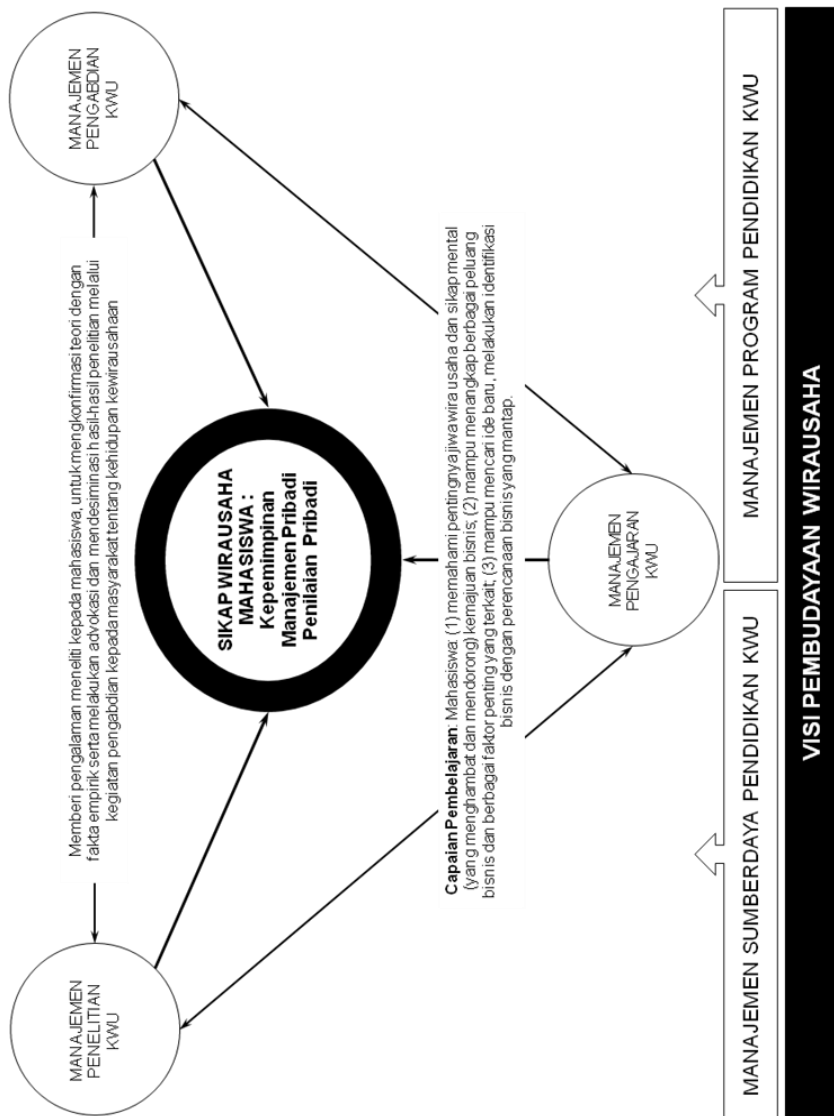 MANAJEMEN
PENELITIAN
KWU
Memberi pengalaman meneliti kepada mahasiswa, untuk mengkonfirmasi teori dengan
fakta empirik serta melakukan advokasi dan mendesiminasi hasil-hasil penelitian melalui
kegiatan pengabdian kepada masyarakat tentang kehidupan kewirausahaan
MANAJEMEN
PENGABDIAN
KWU
SIKAP WIRAUSAHA
MAHASISWA :
Kepemimpinan
Manajemen Pribadi
Penilaian Pribadi
Capaian Pembelajaran: Mahasiswa: (1) memahami pentingnya jiwa wira usaha dan sikap mental
(yang menghambat dan mendorong) kemajuan bisnis; (2) mampu menangkap berbagai peluang
bisnis dan berbagai faktor penting yang terkait; (3) mampu mencari ide baru, melakukan identifikasi
bisnis dengan perencanaan bisnis yang mantap.
MANAJEMEN
PENGAJARAN
KWU
MANAJEMEN SUMBERDAYA PENDIDIKAN KWU
MANAJEMEN PROGRAM PENDIDIKAN KWU
VISI PEMBUDAYAAN WIRAUSAHA